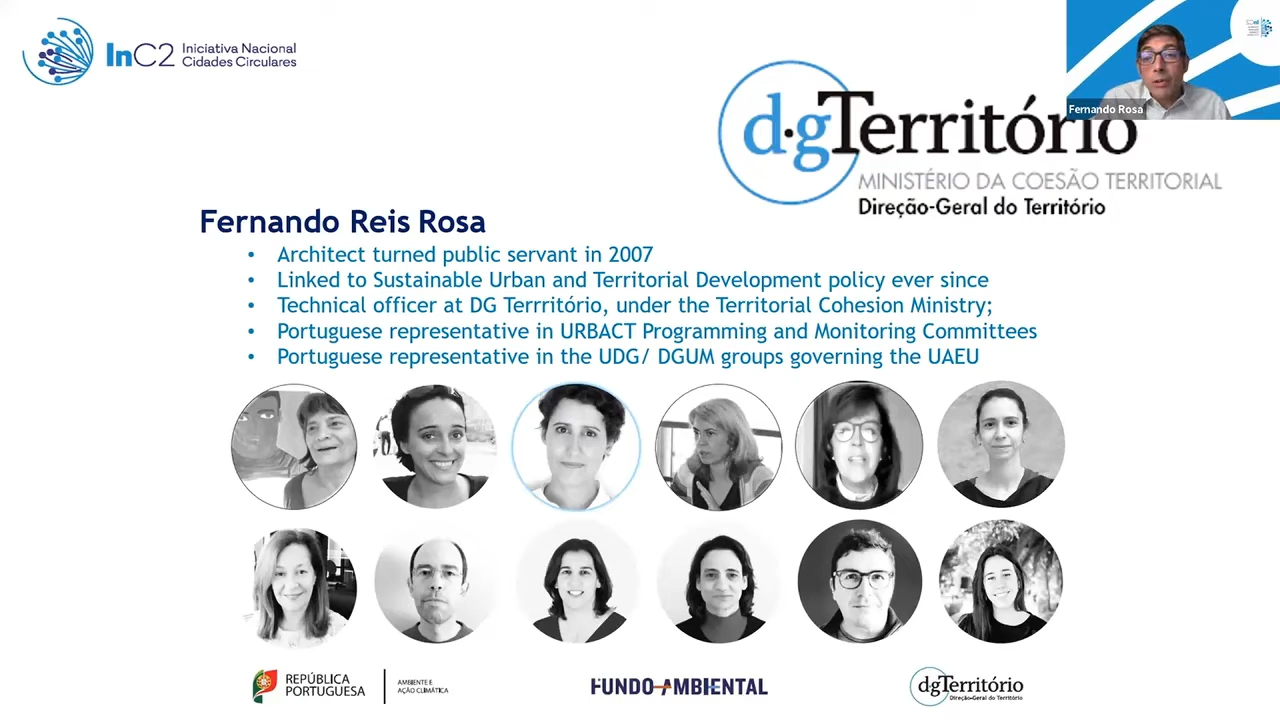 InC2 Iniciativa Nacional
Cidades Circulares
Fernando Rosa
d·gTerritório
MINISTÉRIO DA COESÃO TERRITORIAL
Direção-Geral do Território
Fernando Reis Rosa
• Architect turned public servant in 2007
• Linked to Sustainable Urban and Territorial Development policy ever since
• Technical officer at DG Terrritório, under the Territorial Cohesion Ministry;
• Portuguese representative in URBACT Programming and Monitoring Committees
• Portuguese representative in the UDG/ DGUM groups governing the UAEU
REPÚBLICA
PORTUGUESA
AMBIENTE E
AÇÃO CLIMÁTICA
FUNDO AMBIENTAL
dgTerritório
Direção-Geral do Território